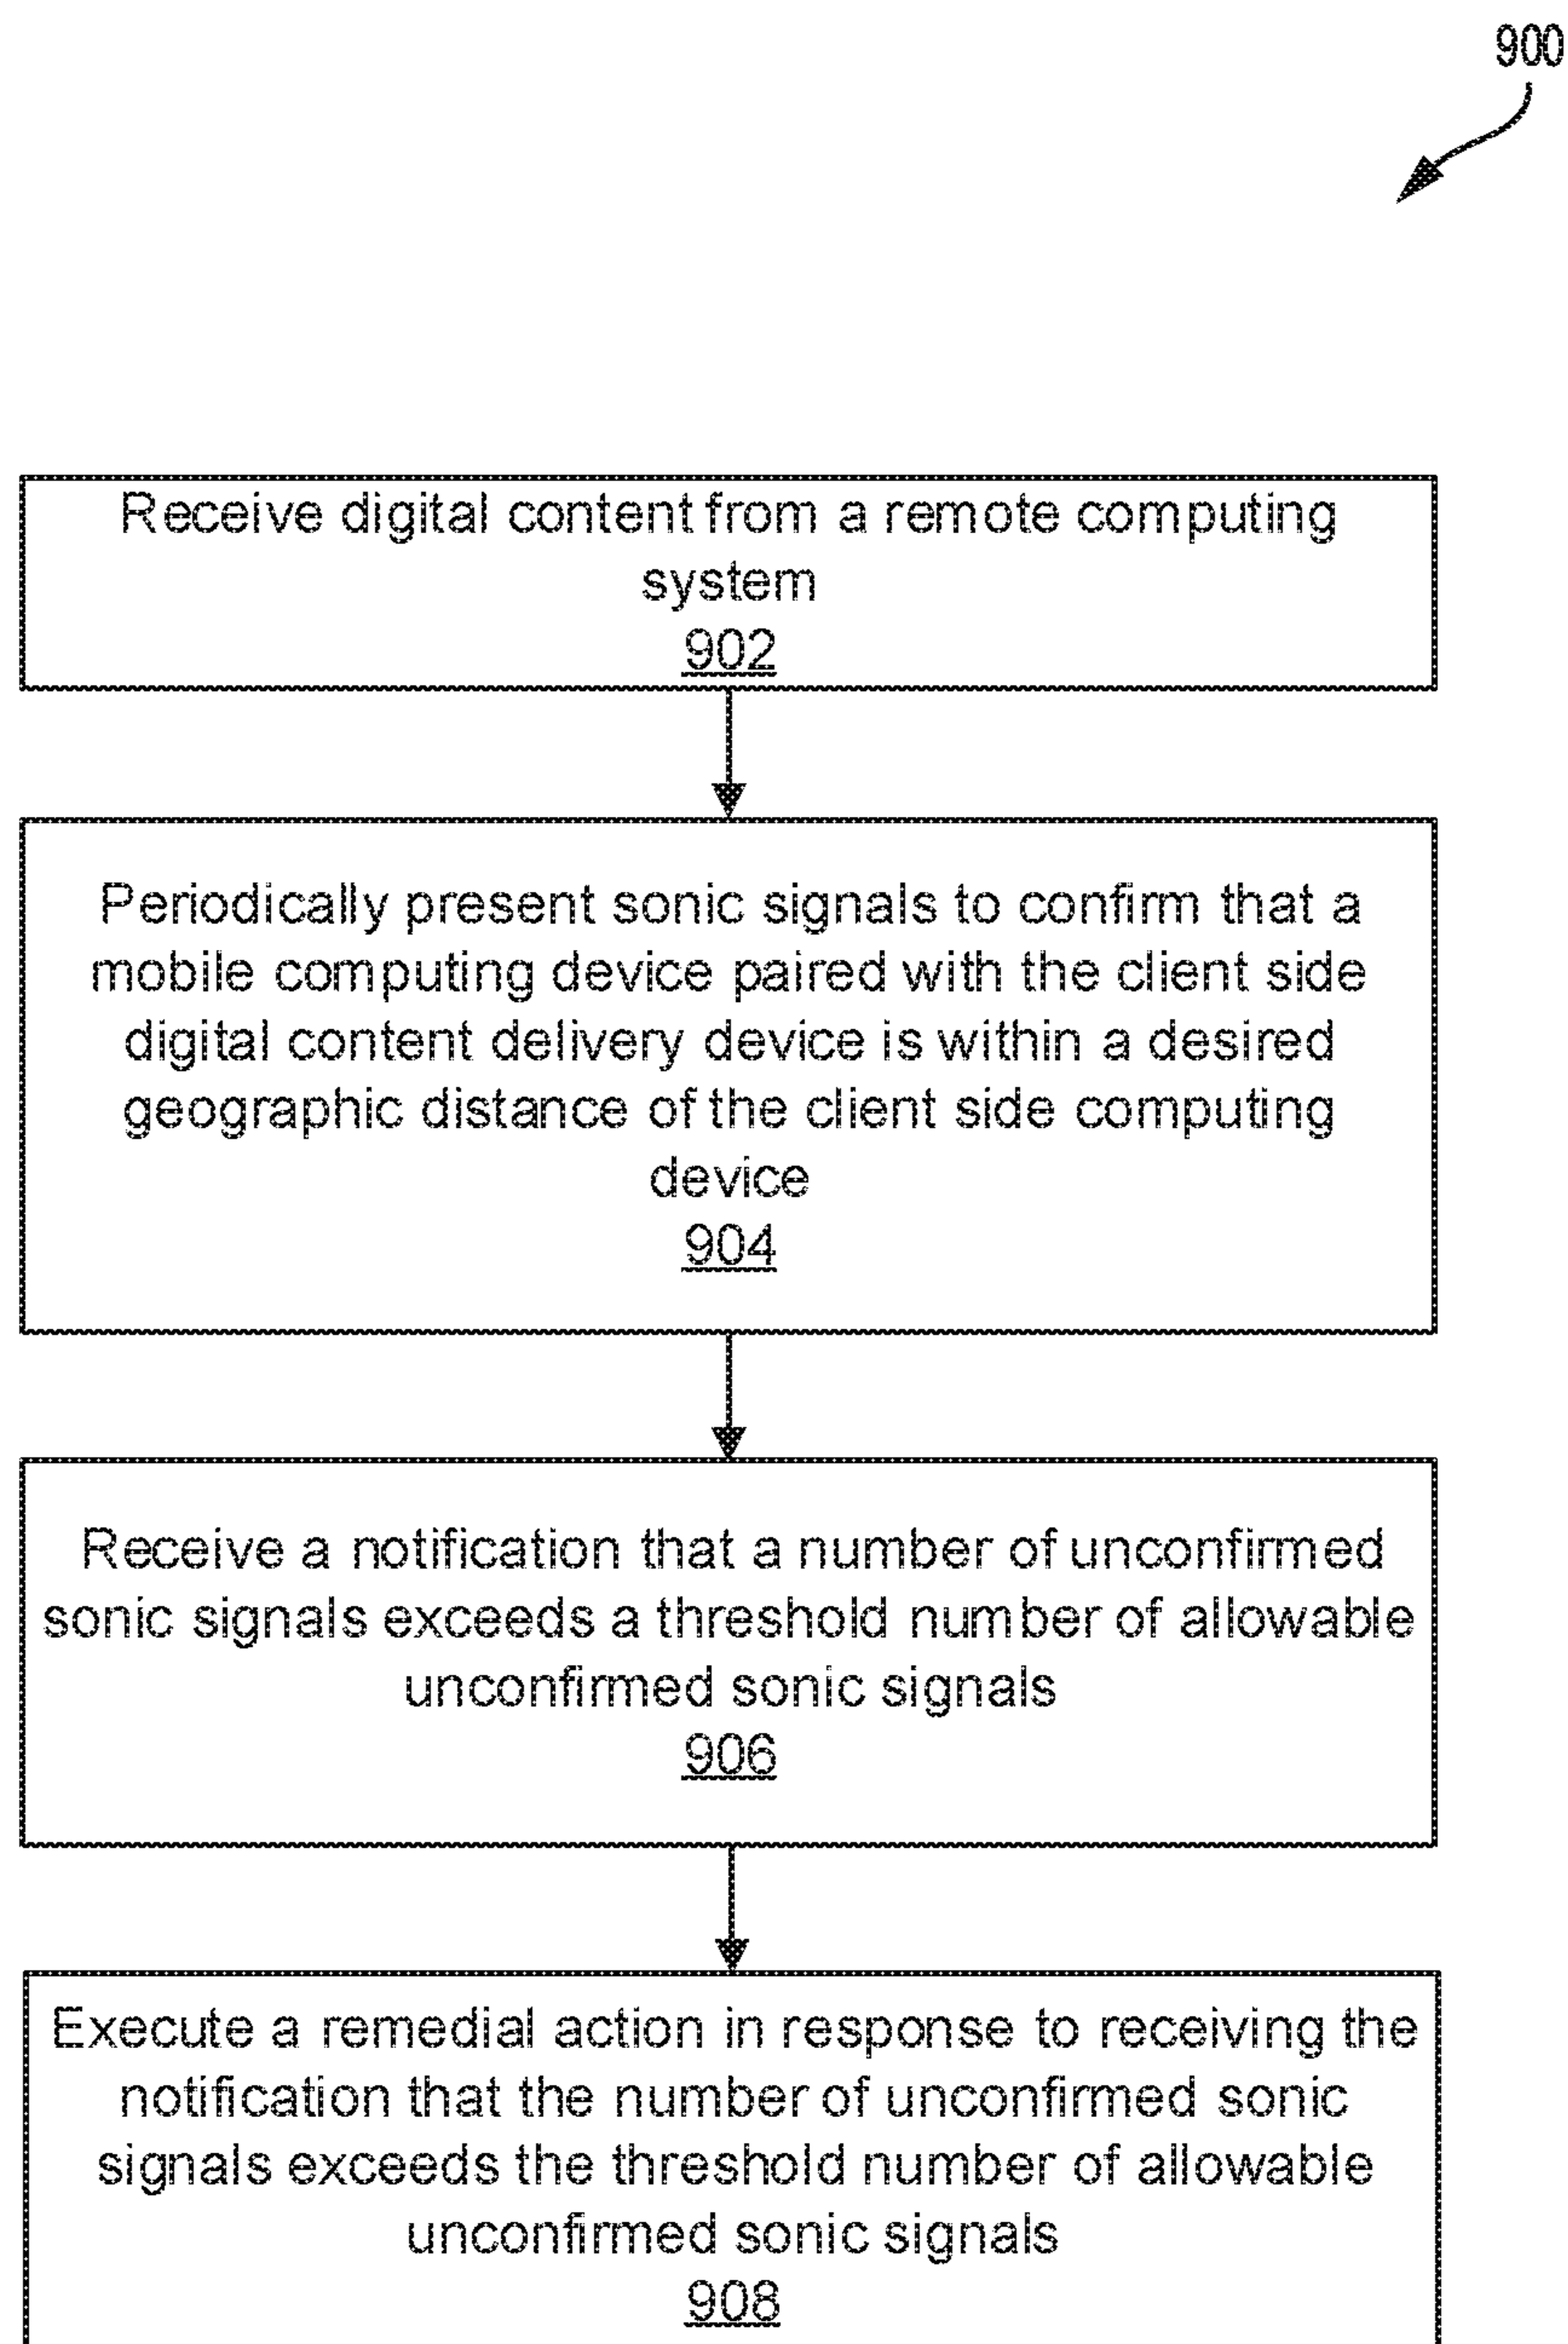 900
Receive digital content from a remote computing
system
902
Periodically present sonic signals to confirm that a
mobile computing device paired with the client side
digital content delivery device is within a desired
geographic distance of the client side computing
device
904
Receive a notification that a number of unconfirmed
sonic signals exceeds a threshold number of allowable
unconfirmed sonic signals
906
Execute a remedial action in response to receiving the
notification that the number of unconfirmed sonic
signals exceeds the threshold number of allowable
unconfirmed sonic signals
908